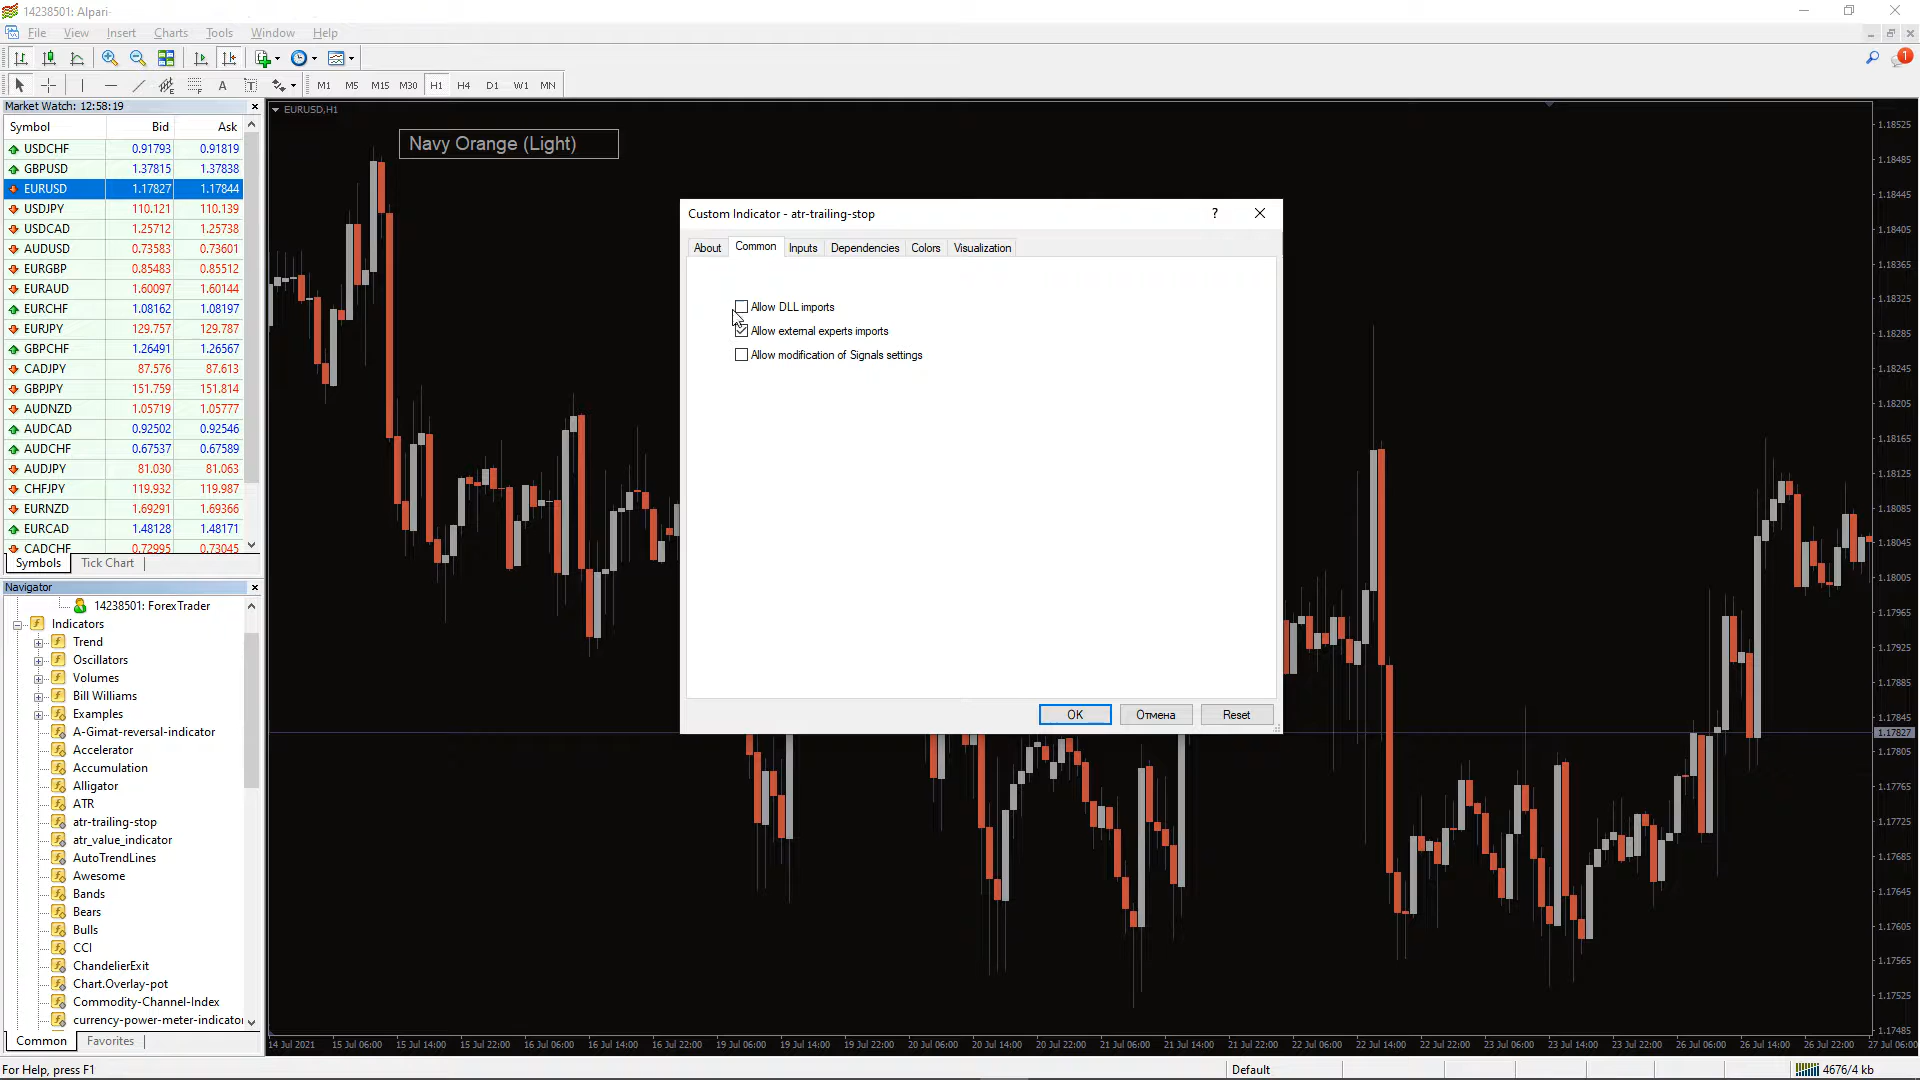 14238501: Alpari-
File View Insert Charts Tools Window Help
1
A T M1 M5 M15 M30 H1 H4 D1 W1 MN
Market Watch: 12:58:19
Symbol Bid Ask
USDCHF 0.91793 0.91819
GBPUSD 1.37815 1.37838
EURUSD 1.17827 1.17844
USDJPY 110.121 110.139
USDCAD 1.25712 1.25738
AUDUSD 0.73583 0.73601
EURGBP 0.85483 0.85512
EURAUD 1.60097 1.60144
EURCHF 1.08162 1.08197
EURJPY 129.757 129.787
GBPCHF 1.26491 1.26567
CADJPY 87.576 87.613
GBPJPY 151.759 151.814
AUDNZD 1.05719 1.05777
AUDCAD 0.92502 0.92546
AUDCHF 0.67537 0.67589
AUDJPY 81.030 81.063
CHFJPY 119.932 119.987
EURNZD 1.69291 1.69366
EURCAD 1.48128 1.48171
CADCHF 0.72995 0.73045
Symbols Tick Chart
Navigator
14238501: ForexTrader
Indicators
Trend
Oscillators
Volumes
Bill Williams
Examples
A-Gimat-reversal-indicator
Accelerator
Accumulation
Alligator
ATR
atr-trailing-stop
atr_value_indicator
AutoTrendLines
Awesome
Bands
Bears
Bulls
CCI
ChandelierExit
Chart.Overlay-pot
Commodity-Channel-Index
currency-power-meter-indicator
Common Favorites
For Help, press F1
EURUSD,H1
Navy Orange (Light)
Custom Indicator - atr-trailing-stop ?
About Common Inputs Dependencies Colors Visualization
Allow DLL imports
Allow external experts imports
Allow modification of Signals settings
OK Отмена Reset
1.18525
1.18485
1.18445
1.18405
1.18365
1.18325
1.18285
1.18245
1.18205
1.18165
1.18125
1.18085
1.18045
1.18005
1.17965
1.17925
1.17885
1.17845
1.17827
1.17805
1.17765
1.17725
1.17685
1.17645
1.17605
1.17565
1.17525
1.17485
14 Jul 2021 15 Jul 06:00 15 Jul 14:00 15 Jul 22:00 16 Jul 06:00 16 Jul 14:00 16 Jul 22:00 19 Jul 06:00 19 Jul 14:00 19 Jul 22:00 20 Jul 06:00 20 Jul 14:00 20 Jul 22:00 21 Jul 06:00 21 Jul 14:00 21 Jul 22:00 22 Jul 06:00 22 Jul 14:00 22 Jul 22:00 23 Jul 06:00 23 Jul 14:00 23 Jul 22:00 26 Jul 06:00 26 Jul 14:00 26 Jul 22:00 27 Jul 06:00
Default
4676/4 kb